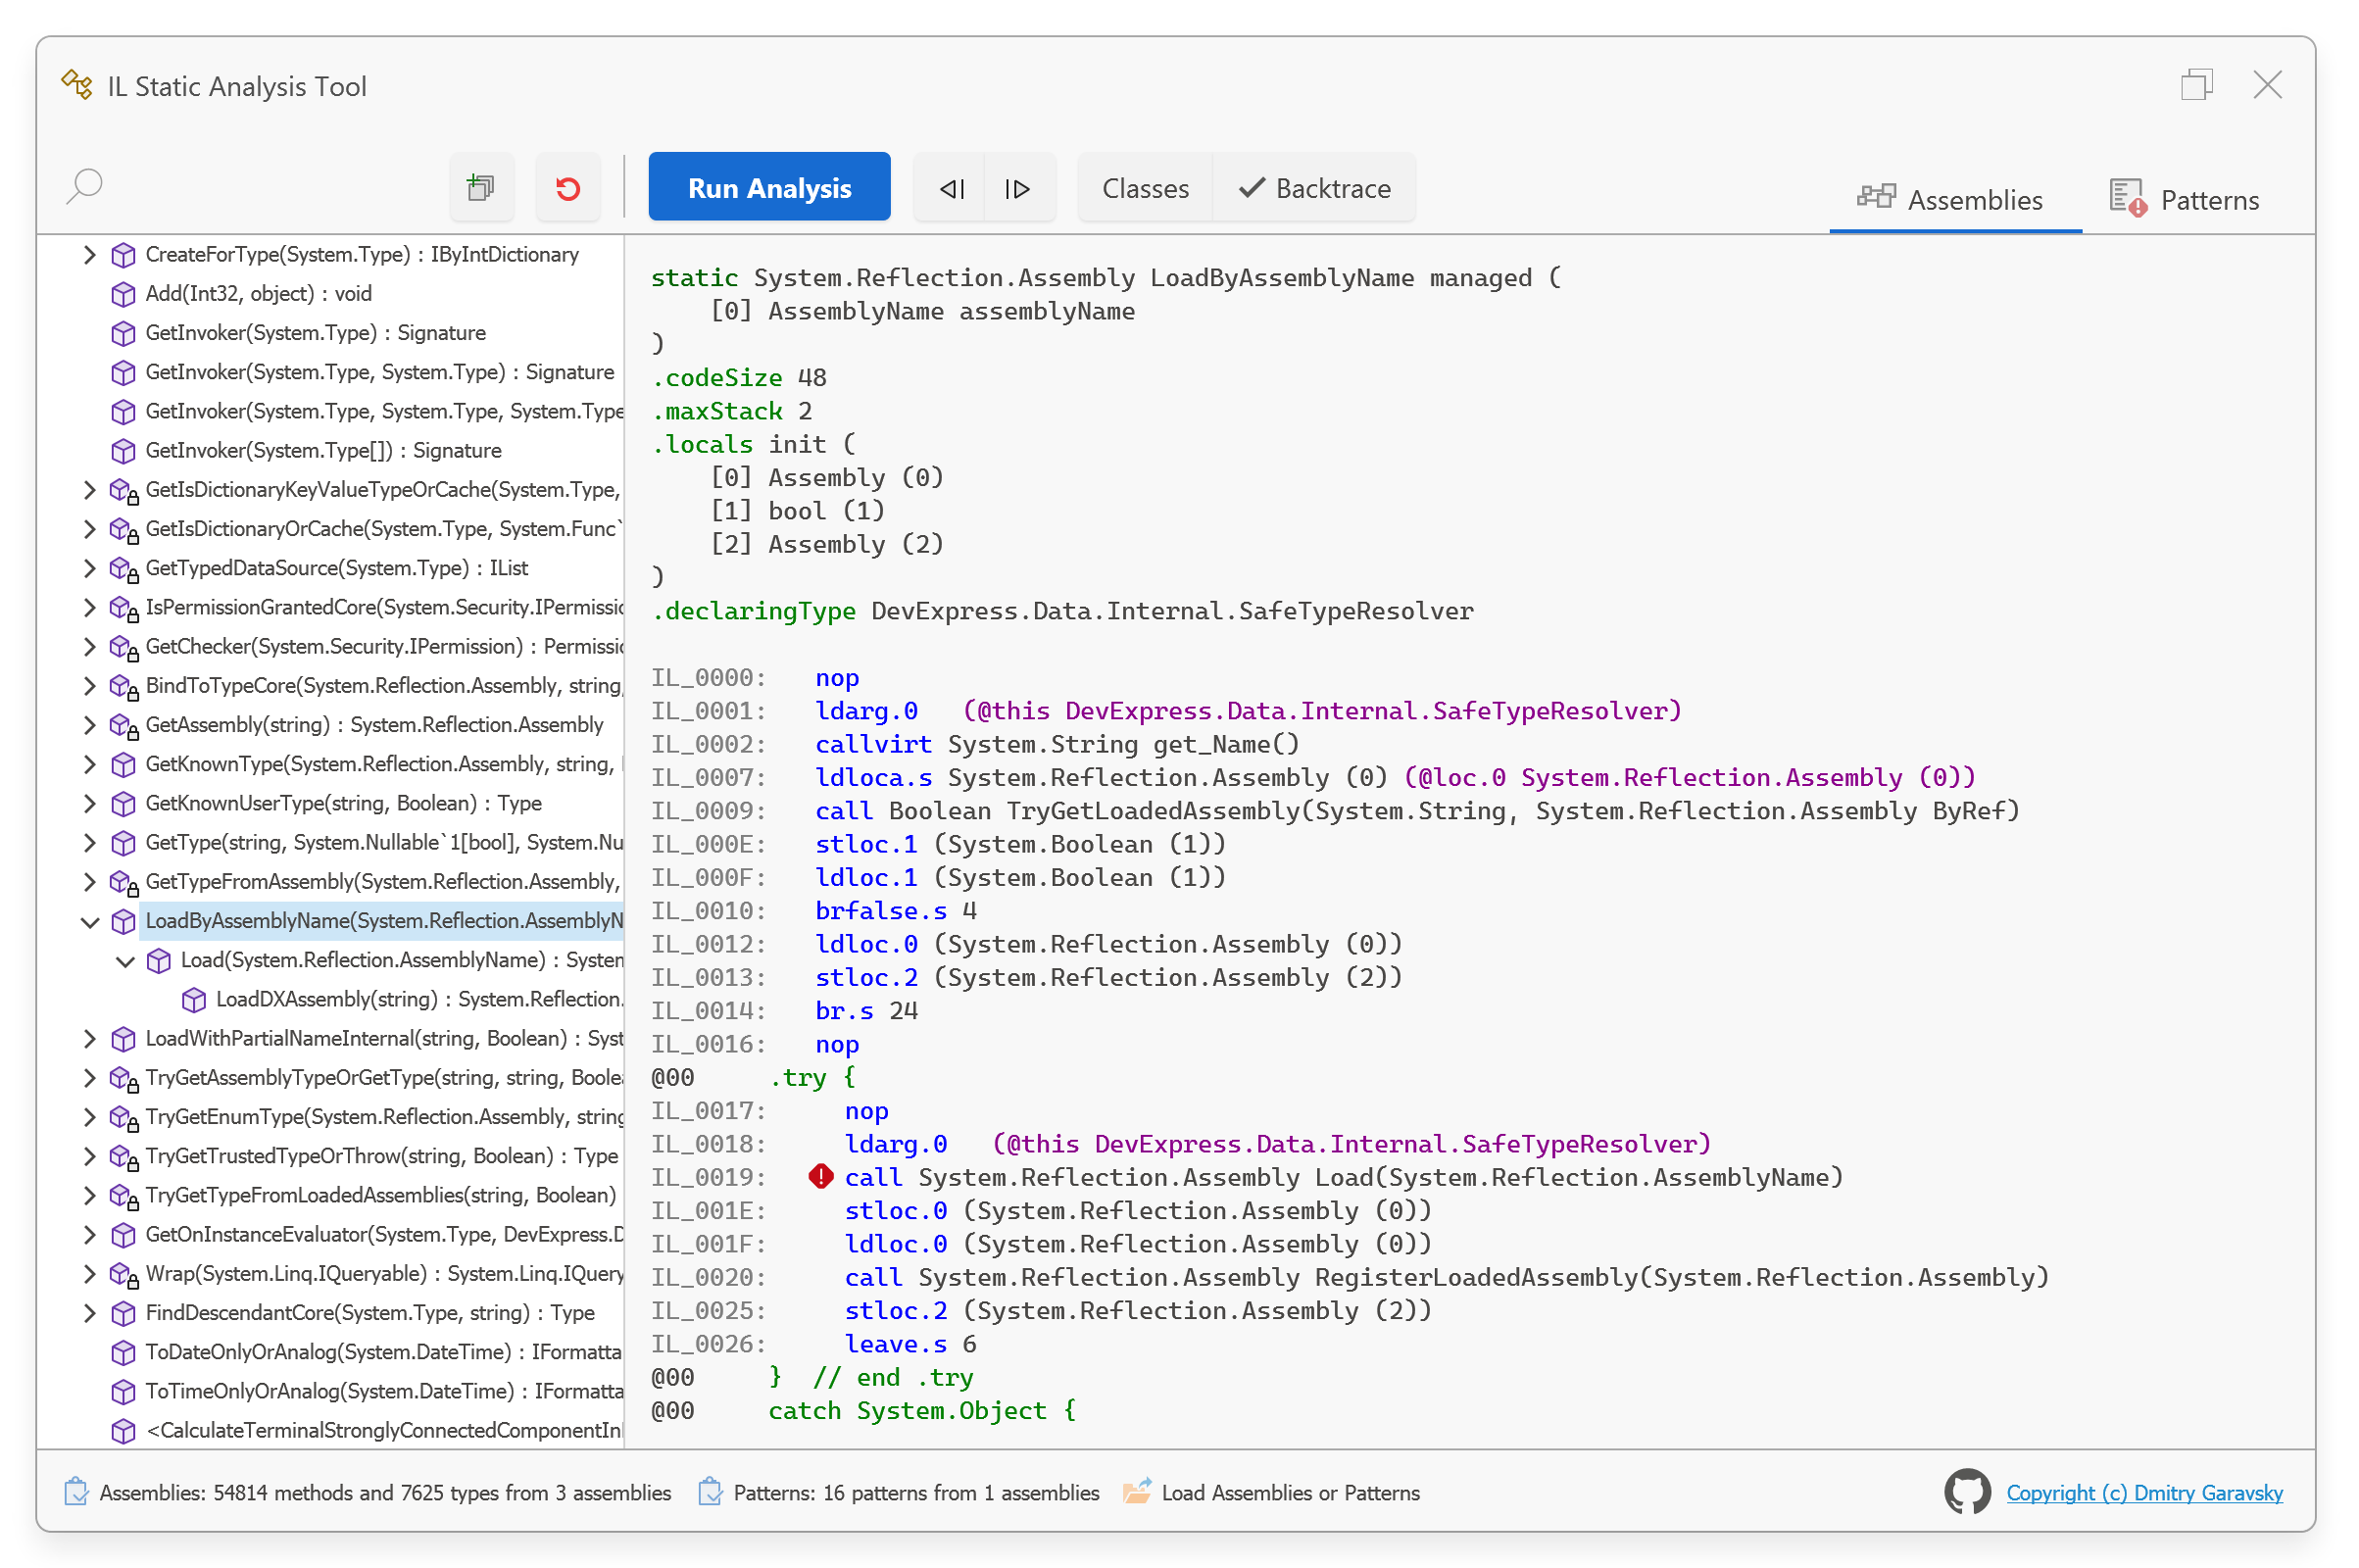 IL Static Analysis Tool
Run Analysis
Classes
Backtrace
Assemblies
Patterns
CreateForType(System.Type) : IByIntDictionary
Add(Int32, object) : void
GetInvoker(System.Type) : Signature
GetInvoker(System.Type, System.Type) : Signature
GetInvoker(System.Type, System.Type, System.Type
GetInvoker(System.Type[]) : Signature
GetIsDictionaryKeyValueTypeOrCache(System.Type,
GetIsDictionaryOrCache(System.Type, System.Func`
GetTypedDataSource(System.Type) : IList
IsPermissionGrantedCore(System.Security.IPermissic
GetChecker(System.Security.IPermission) : Permissic
BindToTypeCore(System.Reflection.Assembly, string,
GetAssembly(string) : System.Reflection.Assembly
GetKnownType(System.Reflection.Assembly, string,
GetKnownUserType(string, Boolean) : Type
GetType(string, System.Nullable`1[bool], System.Nu
GetTypeFromAssembly(System.Reflection.Assembly,
LoadByAssemblyName(System.Reflection.AssemblyN
Load(System.Reflection.AssemblyName) : System
LoadDXAssembly(string) : System.Reflection.
LoadWithPartialNameInternal(string, Boolean) : Syst
TryGetAssemblyTypeOrGetType(string, string, Boolea
TryGetEnumType(System.Reflection.Assembly, string
TryGetTrustedTypeOrThrow(string, Boolean) : Type
TryGetTypeFromLoadedAssemblies(string, Boolean)
GetOnInstanceEvaluator(System.Type, DevExpress.D
Wrap(System.Linq.IQueryable) : System.Linq.IQuery
FindDescendantCore(System.Type, string) : Type
ToDateOnlyOrAnalog(System.DateTime) : IFormatta
ToTimeOnlyOrAnalog(System.DateTime) : IFormatta
<CalculateTerminalStronglyConnectedComponentIn
static System.Reflection.Assembly LoadByAssemblyName managed (
[0] AssemblyName assemblyName
)
.codeSize 48
.maxStack 2
.locals init (
[0] Assembly (0)
[1] bool (1)
[2] Assembly (2)
)
.declaringType DevExpress.Data.Internal.SafeTypeResolver
IL_0000: nop
IL_0001: ldarg.0 (@this DevExpress.Data.Internal.SafeTypeResolver)
IL_0002: callvirt System.String get_Name()
IL_0007: ldloca.s System.Reflection.Assembly (0) (@loc.0 System.Reflection.Assembly (0))
IL_0009: call Boolean TryGetLoadedAssembly(System.String, System.Reflection.Assembly ByRef)
IL_000E: stloc.1 (System.Boolean (1))
IL_000F: ldloc.1 (System.Boolean (1))
IL_0010: brfalse.s 4
IL_0012: ldloc.0 (System.Reflection.Assembly (0))
IL_0013: stloc.2 (System.Reflection.Assembly (2))
IL_0014: br.s 24
IL_0016: nop
@00 .try {
IL_0017: nop
IL_0018: ldarg.0 (@this DevExpress.Data.Internal.SafeTypeResolver)
IL_0019: call System.Reflection.Assembly Load(System.Reflection.AssemblyName)
IL_001E: stloc.0 (System.Reflection.Assembly (0))
IL_001F: ldloc.0 (System.Reflection.Assembly (0))
IL_0020: call System.Reflection.Assembly RegisterLoadedAssembly(System.Reflection.Assembly)
IL_0025: stloc.2 (System.Reflection.Assembly (2))
IL_0026: leave.s 6
@00 } // end .try
@00 catch System.Object {
Assemblies: 54814 methods and 7625 types from 3 assemblies
Patterns: 16 patterns from 1 assemblies
Load Assemblies or Patterns
Copyright (c) Dmitry Garavsky